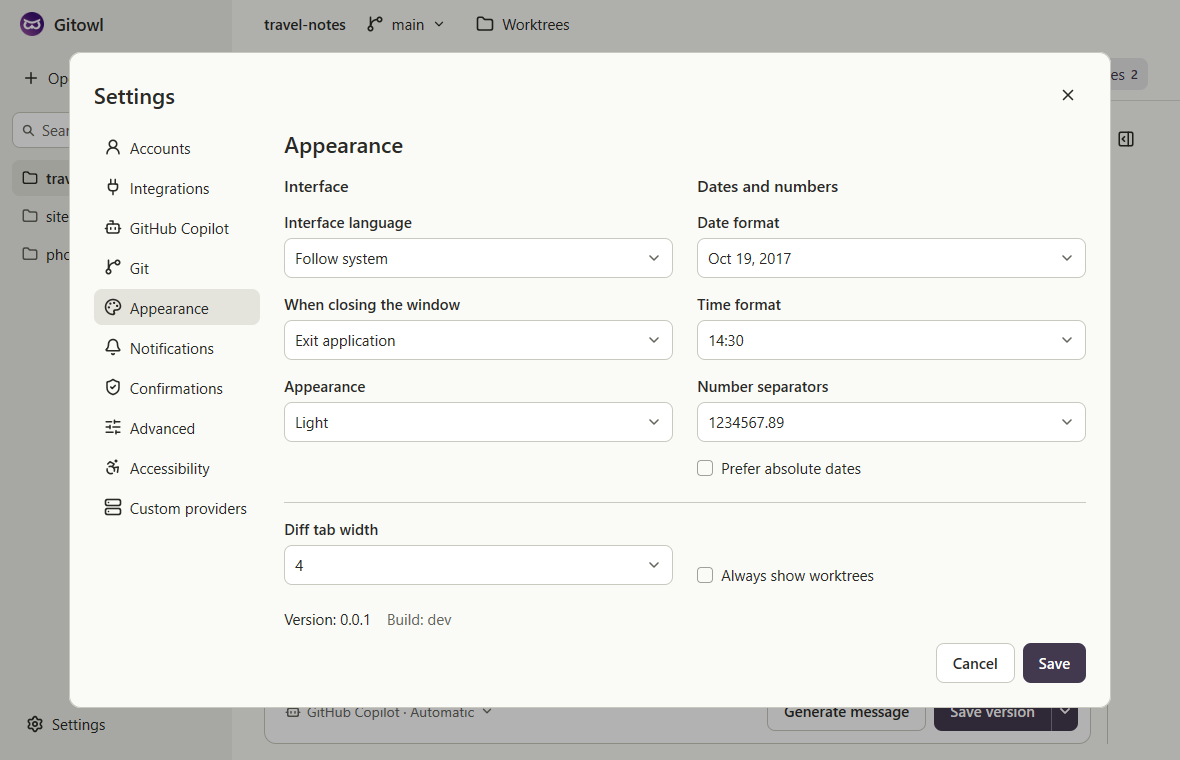 Gitowl
travel-notes
main
Worktrees
2
Settings
Accounts
Integrations
GitHub Copilot
Git
Appearance
Notifications
Confirmations
Advanced
Accessibility
Custom providers
Appearance
Interface
Interface language
Follow system
When closing the window
Exit application
Appearance
Light
Dates and numbers
Date format
Oct 19, 2017
Time format
14:30
Number separators
1234567.89
Prefer absolute dates
Diff tab width
4
Always show worktrees
Version: 0.0.1 Build: dev
Cancel
Save
Settings
GitHub Copilot · Automatic
Generate message
Save version